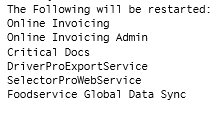 The Following will be restarted:
Online Invoicing
Online Invoicing Admin
Critical Docs
DriverProExportService
SelectorProWebService
Foodservice Global Data Sync